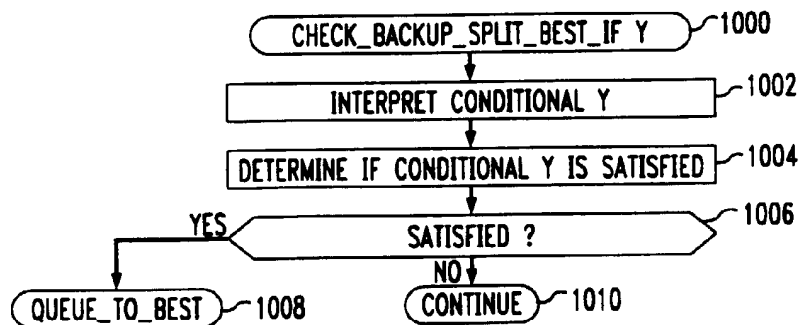 CHECK_BACKUP_SPLIT_BEST_IF Y
1000
INTERPRET CONDITIONAL Y
1002
DETERMINE IF CONDITIONAL Y IS SATISFIED
1004
SATISFIED ?
1006
YES
NO
QUEUE_TO_BEST
1008
CONTINUE
1010